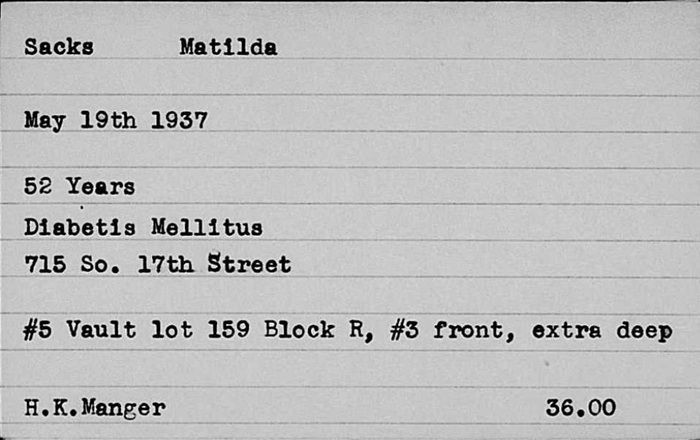 Sacks Matilda
May 19th 1937
52 Years
Diabetis Mellitus
715 So. 17th Street
#5 Vault lot 159 Block R, #3 front, extra deep
H.K.Manger 36.00